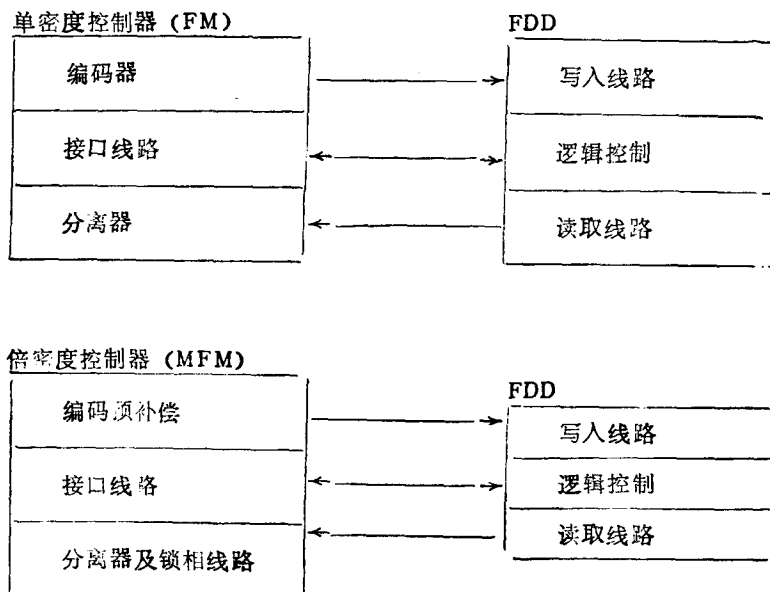 单密度控制器 (FM)
FDD
编码器
写入线路
接口线路
逻辑控制
分离器
读取线路
倍密度控制器 (MFM)
FDD
编码预补偿
写入线路
接口线路
逻辑控制
读取线路
分离器及锁相线路